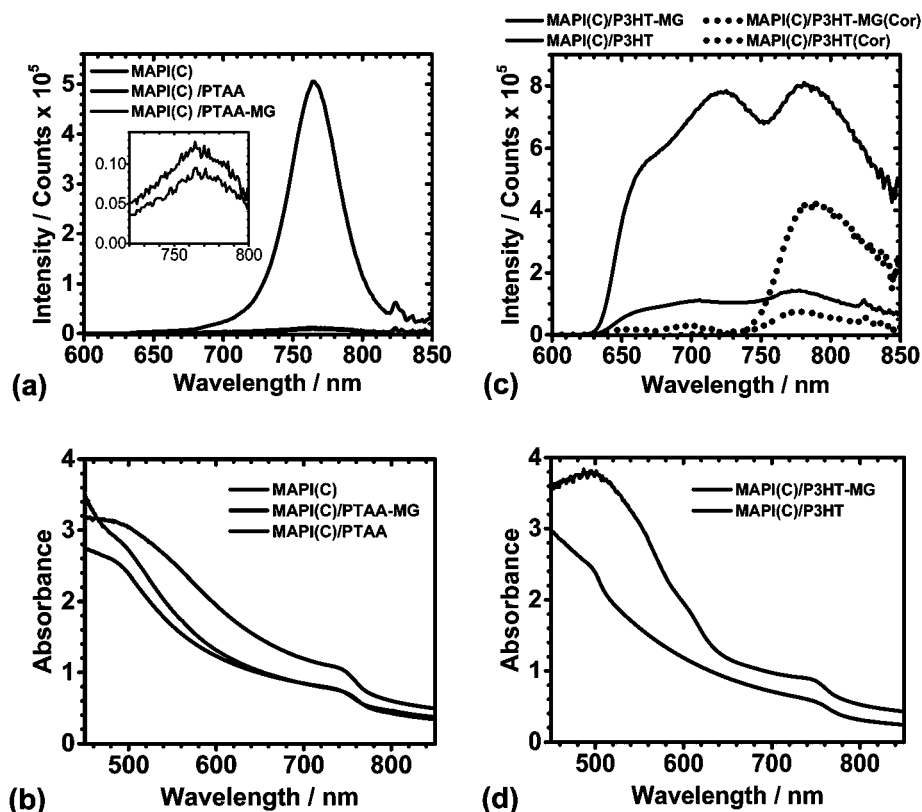 MAPI(C)
MAPI(C) /PTAA
MAPI(C) /PTAA-MG
Intensity / Counts x 10⁵
5
4
3
2
1
0
0.10
0.05
0.00
750
800
600
650
700
750
800
850
Wavelength / nm
(a)
MAPI(C)/P3HT-MG
MAPI(C)/P3HT
MAPI(C)/P3HT-MG(Cor)
MAPI(C)/P3HT(Cor)
Intensity / Counts x 10⁵
8
6
4
2
0
600
650
700
750
800
850
Wavelength / nm
(c)
MAPI(C)
MAPI(C)/PTAA-MG
MAPI(C)/PTAA
Absorbance
4
3
2
1
0
500
600
700
800
Wavelength / nm
(b)
MAPI(C)/P3HT-MG
MAPI(C)/P3HT
Absorbance
4
3
2
1
0
500
600
700
800
Wavelength / nm
(d)